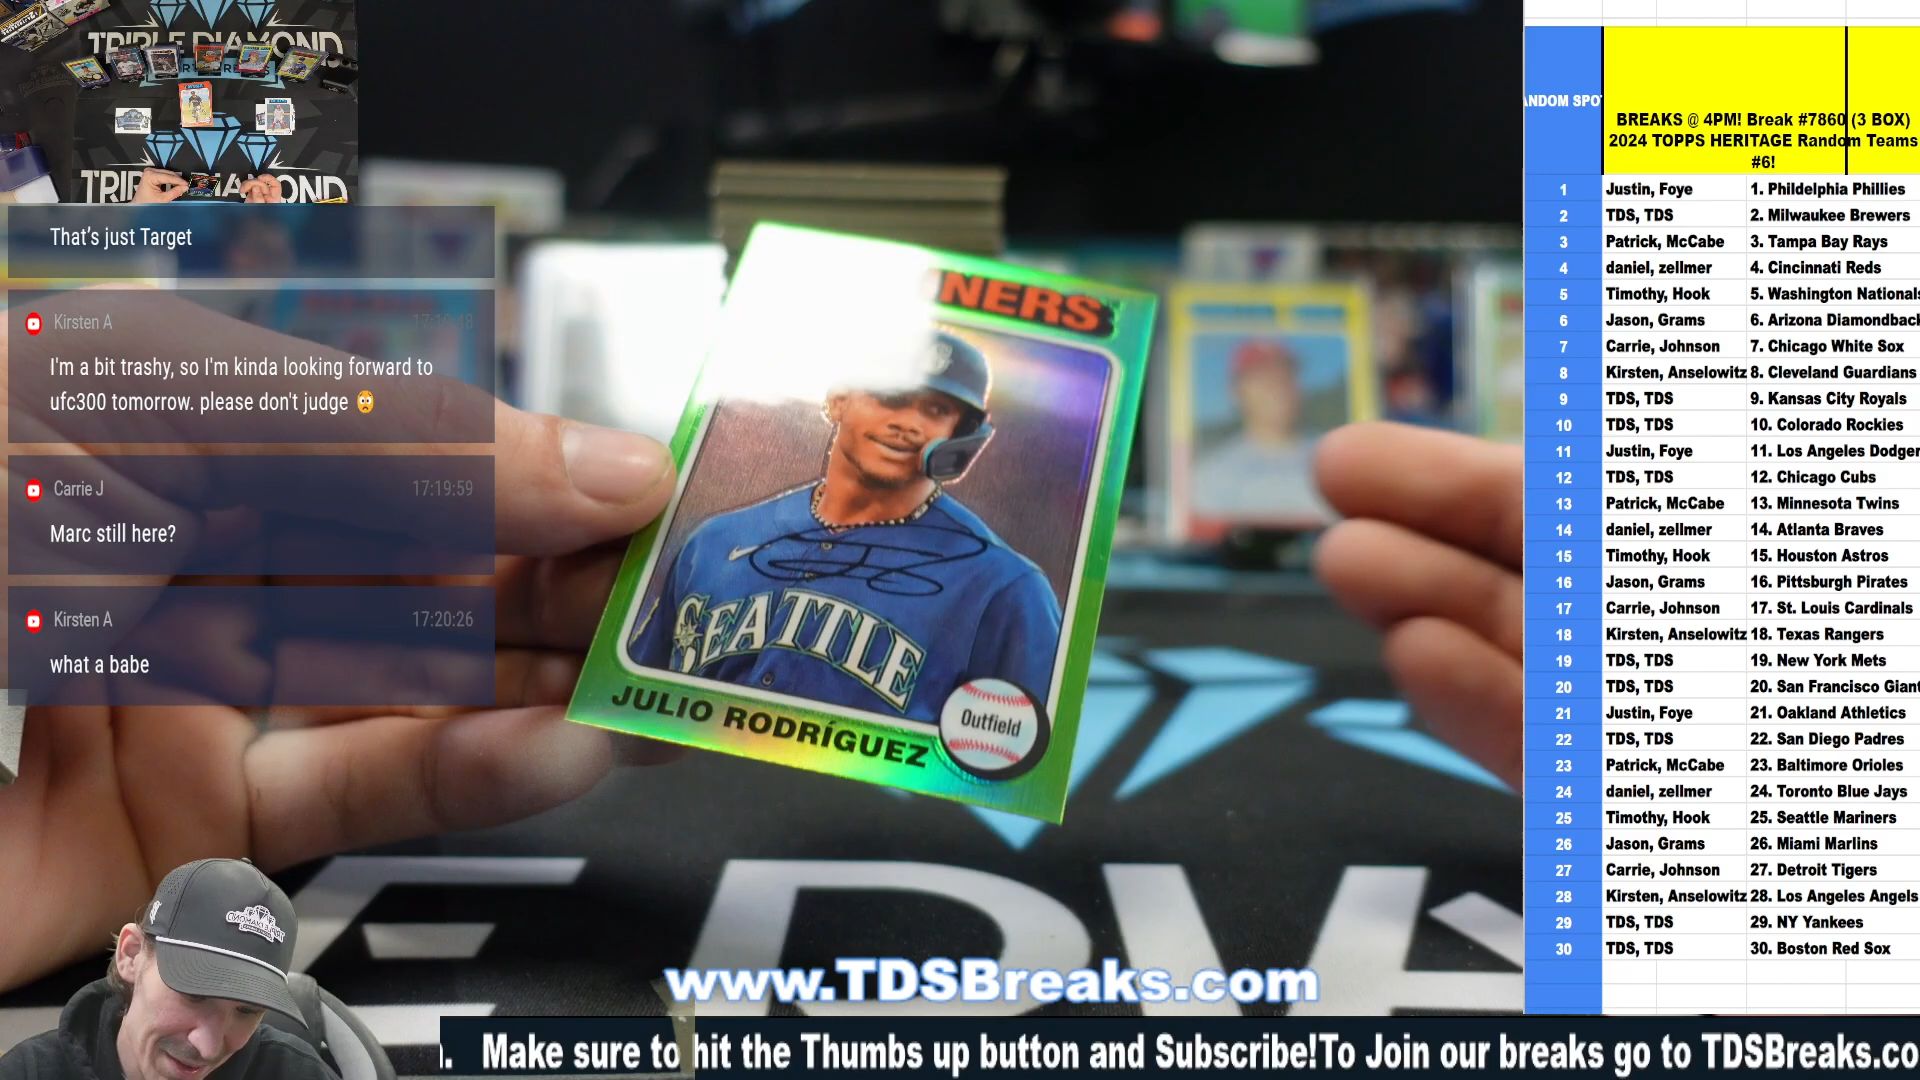 TRIPLE DIAMOND
That's just Target
Kirsten A 17:19:48
I'm a bit trashy, so I'm kinda looking forward to
ufc300 tomorrow. please don't judge 😳
Carrie J 17:19:59
Marc still here?
Kirsten A 17:20:26
what a babe
NERS
SEATTLE
JULIO RODRÍGUEZ
Outfield
www.TDSBreaks.com
Make sure to hit the Thumbs up button and Subscribe!To Join our breaks go to TDSBreaks.co
ANDOM SPO
BREAKS @ 4PM! Break #7860 (3 BOX)
2024 TOPPS HERITAGE Random Teams
#6!
1 Justin, Foye 1. Phildelphia Phillies
2 TDS, TDS 2. Milwaukee Brewers
3 Patrick, McCabe 3. Tampa Bay Rays
4 daniel, zellmer 4. Cincinnati Reds
5 Timothy, Hook 5. Washington Nationals
6 Jason, Grams 6. Arizona Diamondback
7 Carrie, Johnson 7. Chicago White Sox
8 Kirsten, Anselowitz 8. Cleveland Guardians
9 TDS, TDS 9. Kansas City Royals
10 TDS, TDS 10. Colorado Rockies
11 Justin, Foye 11. Los Angeles Dodger
12 TDS, TDS 12. Chicago Cubs
13 Patrick, McCabe 13. Minnesota Twins
14 daniel, zellmer 14. Atlanta Braves
15 Timothy, Hook 15. Houston Astros
16 Jason, Grams 16. Pittsburgh Pirates
17 Carrie, Johnson 17. St. Louis Cardinals
18 Kirsten, Anselowitz 18. Texas Rangers
19 TDS, TDS 19. New York Mets
20 TDS, TDS 20. San Francisco Giant
21 Justin, Foye 21. Oakland Athletics
22 TDS, TDS 22. San Diego Padres
23 Patrick, McCabe 23. Baltimore Orioles
24 daniel, zellmer 24. Toronto Blue Jays
25 Timothy, Hook 25. Seattle Mariners
26 Jason, Grams 26. Miami Marlins
27 Carrie, Johnson 27. Detroit Tigers
28 Kirsten, Anselowitz 28. Los Angeles Angels
29 TDS, TDS 29. NY Yankees
30 TDS, TDS 30. Boston Red Sox